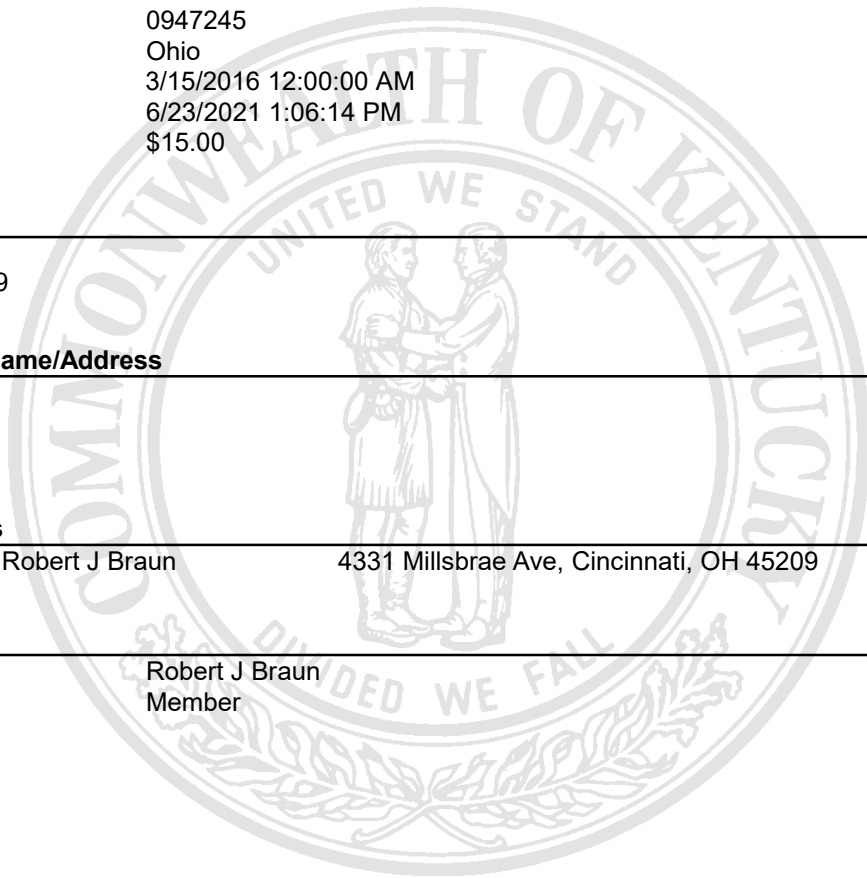 0947245
Ohio
3/15/2016 12:00:00 AM
6/23/2021 1:06:14 PM
$15.00
COMMONWEALTH OF KENTUCKY
UNITED WE STAND
9
ame/Address
s
Robert J Braun 4331 Millsbrae Ave, Cincinnati, OH 45209
Robert J Braun
Member
DIVIDED WE FALL